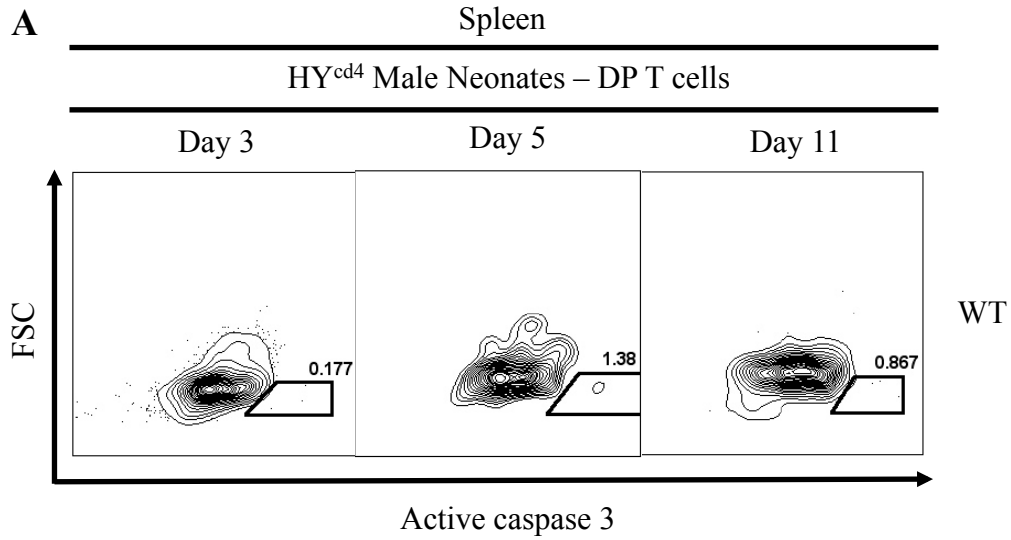 A
Spleen
HYcd4 Male Neonates – DP T cells
Day 3
Day 5
Day 11
0.177
1.38
0.867
FSC
WT
Active caspase 3